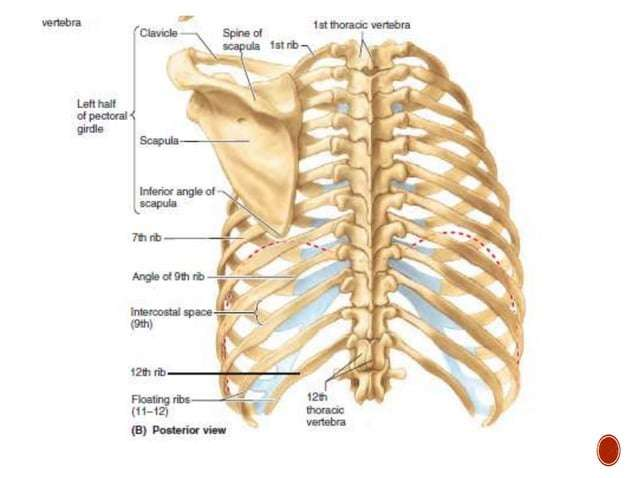 vertebra
Clavicle
Spine of
scapula
1st rib
1st thoracic vertebra
Left half
of pectoral
girdle
Scapula
Inferior angle of
scapula
7th rib
Angle of 9th rib
Intercostal space
(9th)
12th rib
Floating ribs
(11–12)
12th
thoracic
vertebra
(B) Posterior view